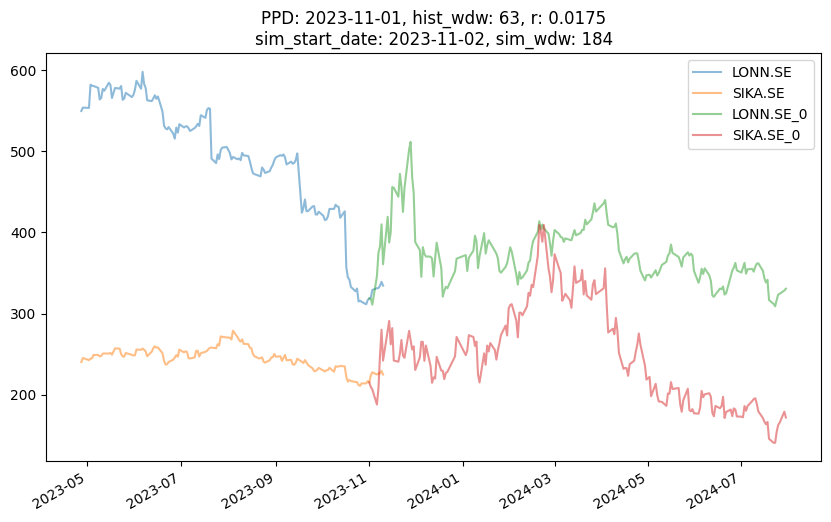 PPD: 2023-11-01, hist_wdw: 63, r: 0.0175
sim_start_date: 2023-11-02, sim_wdw: 184
600
500
400
300
200
LONN.SE
SIKA.SE
LONN.SE_0
SIKA.SE_0
2023-05
2023-07
2023-09
2023-11
2024-01
2024-03
2024-05
2024-07